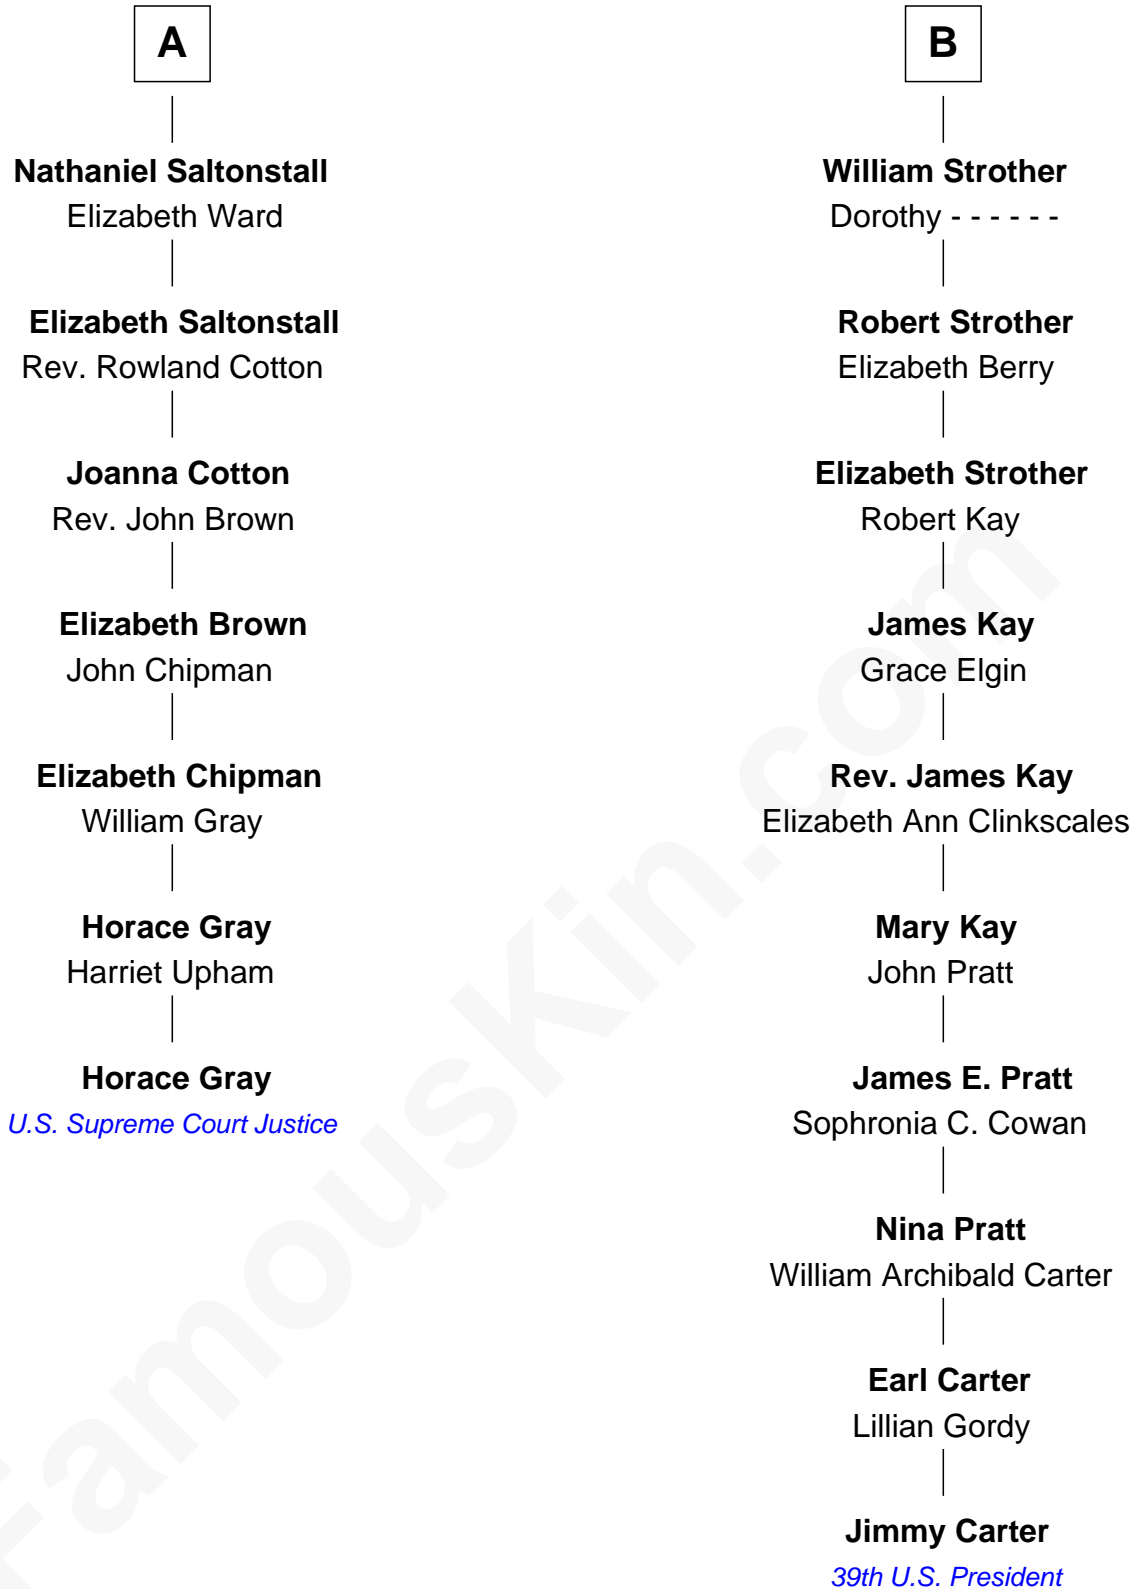 A
Nathaniel Saltonstall
Elizabeth Ward
Elizabeth Saltonstall
Rev. Rowland Cotton
Joanna Cotton
Rev. John Brown
Elizabeth Brown
John Chipman
Elizabeth Chipman
William Gray
Horace Gray
Harriet Upham
Horace Gray
U.S. Supreme Court Justice
B
William Strother
Dorothy - - - - - -
Robert Strother
Elizabeth Berry
Elizabeth Strother
Robert Kay
James Kay
Grace Elgin
Rev. James Kay
Elizabeth Ann Clinkscales
Mary Kay
John Pratt
James E. Pratt
Sophronia C. Cowan
Nina Pratt
William Archibald Carter
Earl Carter
Lillian Gordy
Jimmy Carter
39th U.S. President
FamousKin.com